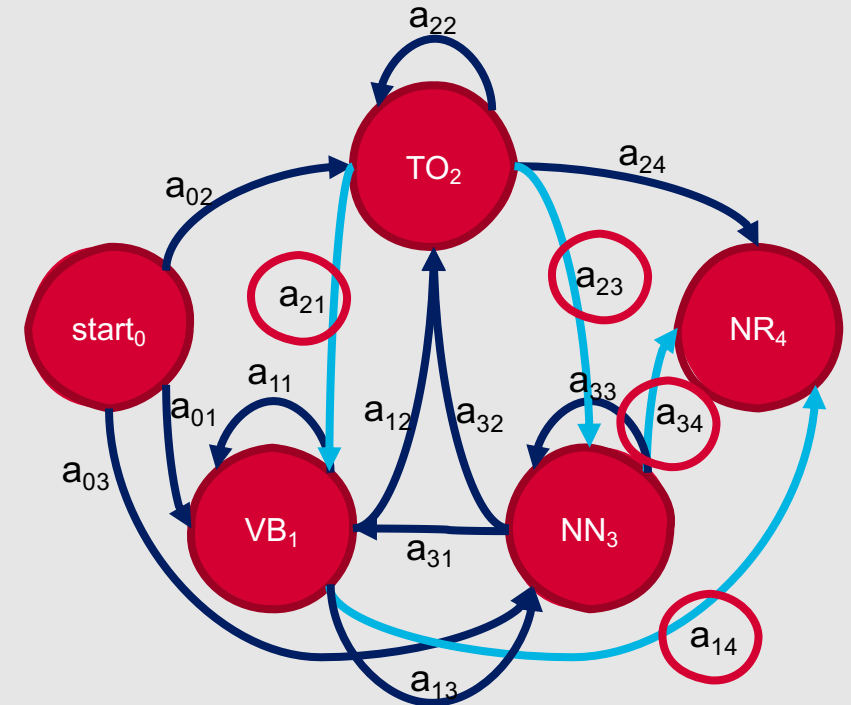 a₂₂
TO₂
a₂₄
a₀₂
a₂₁
a₂₃
start₀
NR₄
a₁₁
a₃₃
a₀₁
a₁₂
a₃₂
a₃₄
a₀₃
VB₁
NN₃
a₃₁
a₁₄
a₁₃